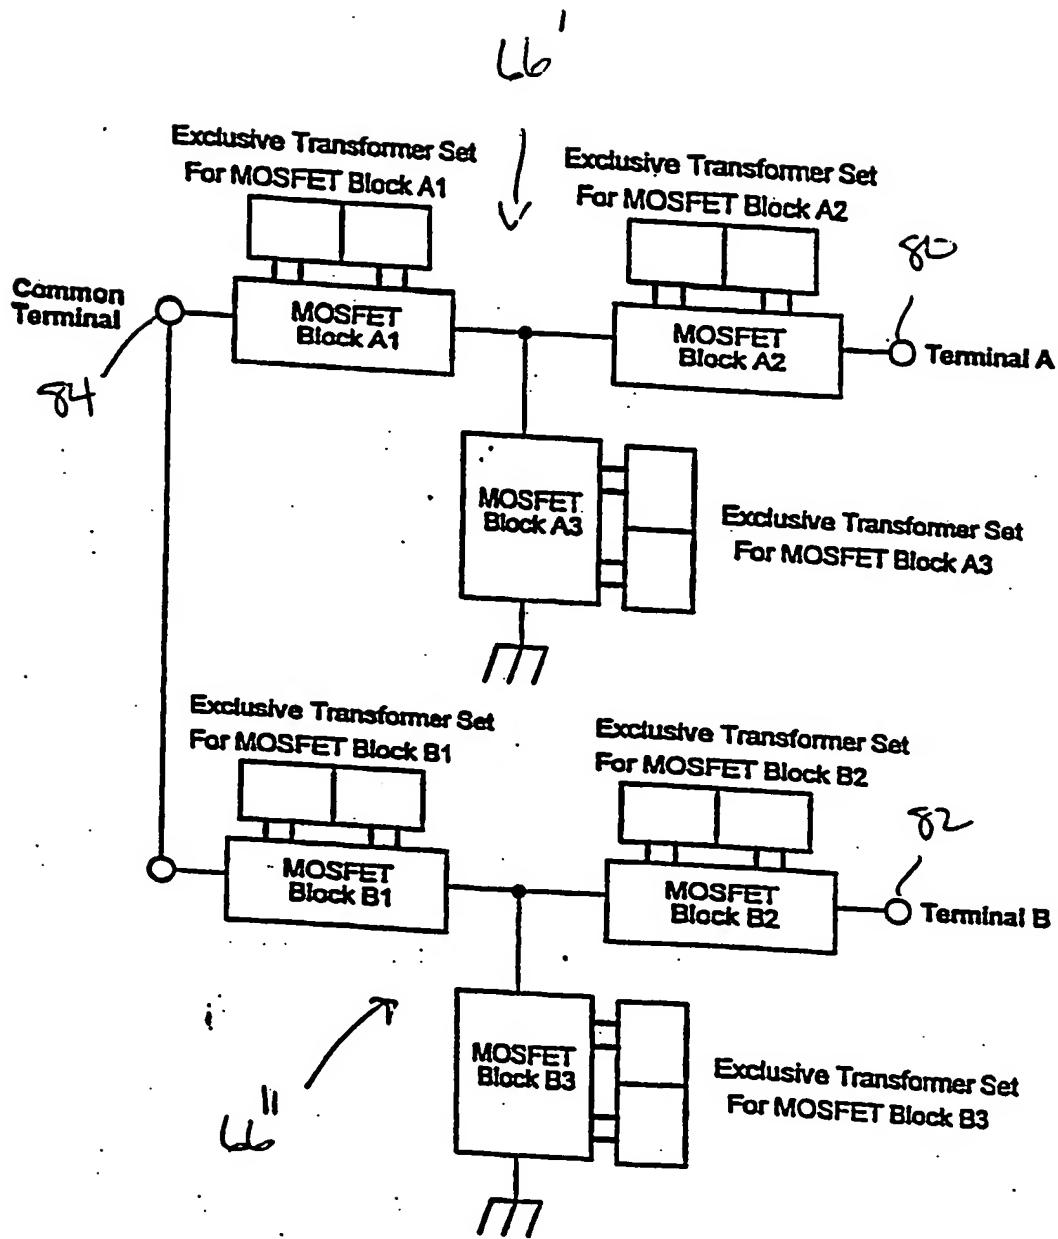 66'
Exclusive Transformer Set
For MOSFET Block A1
Exclusive Transformer Set
For MOSFET Block A2
80
Common
Terminal
MOSFET
Block A1
MOSFET
Block A2
Terminal A
84
MOSFET
Block A3
Exclusive Transformer Set
For MOSFET Block A3
Exclusive Transformer Set
For MOSFET Block B1
Exclusive Transformer Set
For MOSFET Block B2
82
MOSFET
Block B1
MOSFET
Block B2
Terminal B
MOSFET
Block B3
Exclusive Transformer Set
For MOSFET Block B3
66"